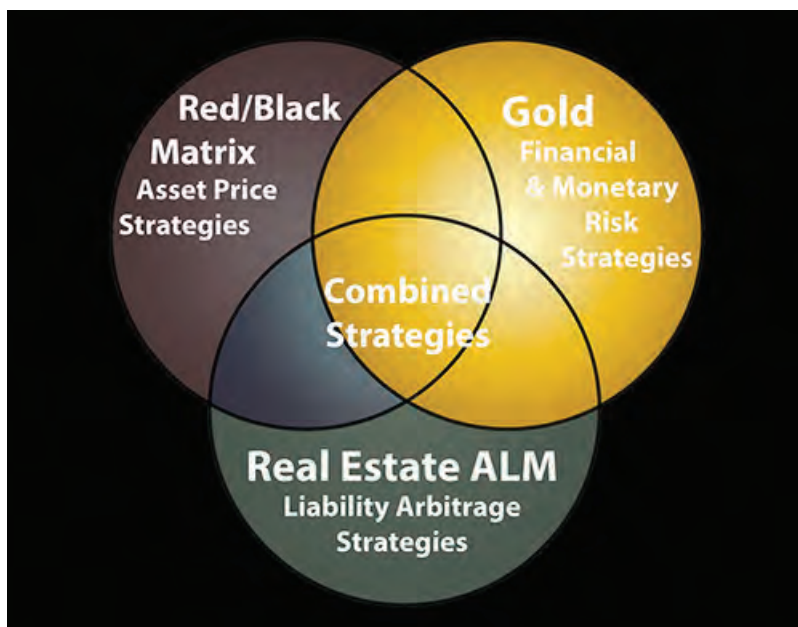 Red/Black
Matrix
Asset Price
Strategies
Gold
Financial
& Monetary
Risk
Strategies
Combined
Strategies
Real Estate ALM
Liability Arbitrage
Strategies